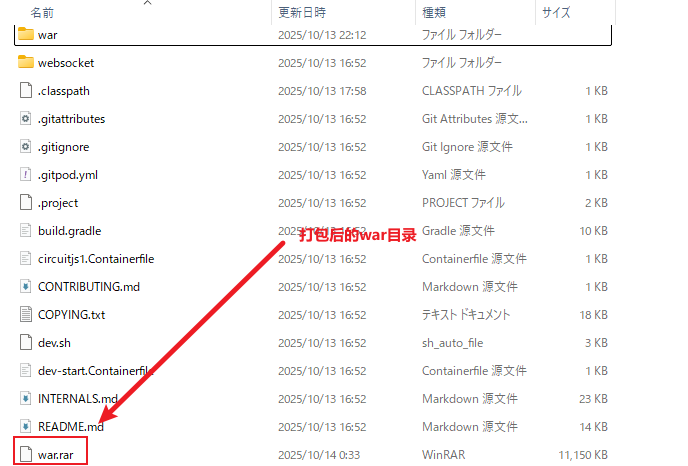 名前 更新日時 種類 サイズ
war 2025/10/13 22:12 ファイル フォルダー
websocket 2025/10/13 16:52 ファイル フォルダー
.classpath 2025/10/13 17:58 CLASSPATH ファイル 1 KB
.gitattributes 2025/10/13 16:52 Git Attributes 源文... 1 KB
.gitignore 2025/10/13 16:52 Git Ignore 源文件 1 KB
.gitpod.yml 2025/10/13 16:52 Yaml 源文件 1 KB
.project 2025/10/13 16:52 PROJECT ファイル 2 KB
build.gradle 2025/10/13 16:52 Gradle 源文件 10 KB
打包后的war目录
circuitjs1.Containerfile 2025/10/13 16:52 Containerfile 源文件 1 KB
CONTRIBUTING.md 2025/10/13 16:52 Markdown 源文件 1 KB
COPYING.txt 2025/10/13 16:52 テキスト ドキュメント 18 KB
dev.sh 2025/10/13 16:52 sh_auto_file 3 KB
dev-start.Containerfile 2025/10/13 16:52 Containerfile 源文件 1 KB
INTERNALS.md 2025/10/13 16:52 Markdown 源文件 23 KB
README.md 2025/10/13 16:52 Markdown 源文件 14 KB
war.rar 2025/10/14 0:33 WinRAR 11,150 KB